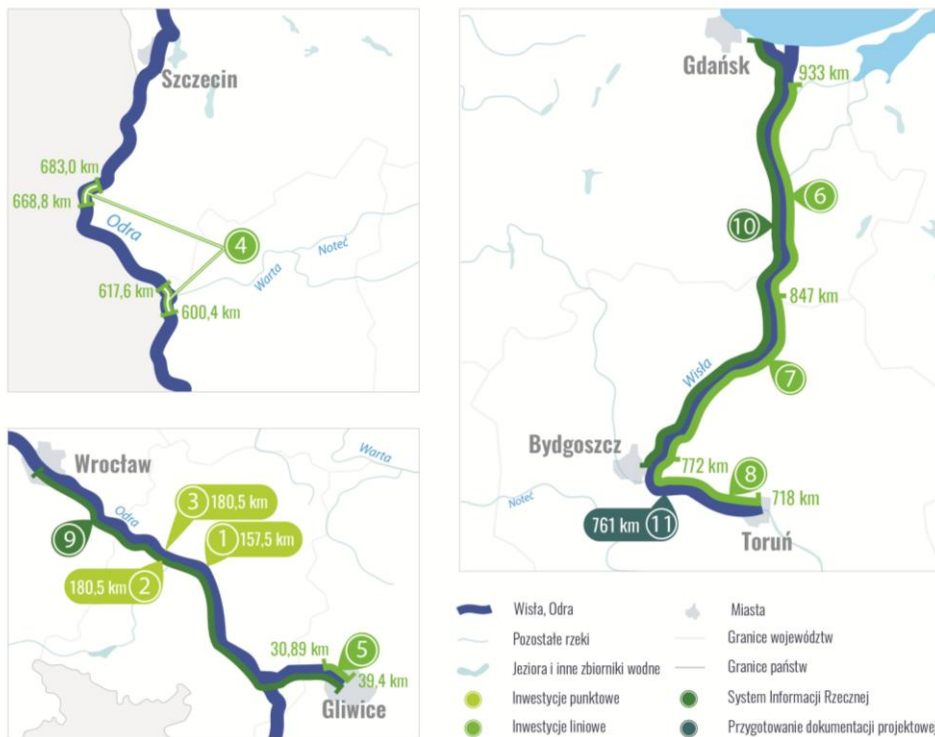 Szczecin
683,0 km
668,8 km
Odra
4
Noteć
Warta
617,6 km
600,4 km
Gdańsk
933 km
6
10
847 km
Wisła
7
Bydgoszcz
772 km
8
718 km
Noteć
761 km 11
Toruń
Wrocław
Warta
3 180,5 km
Odra
1 157,5 km
9
180,5 km 2
30,89 km
5
39,4 km
Gliwice
Wisła, Odra
Pozostałe rzeki
Jeziora i inne zbiorniki wodne
Inwestycje punktowe
Inwestycje liniowe
Miasta
Granice województw
Granice państw
System Informacji Rzecznej
Przygotowanie dokumentacji projektowej